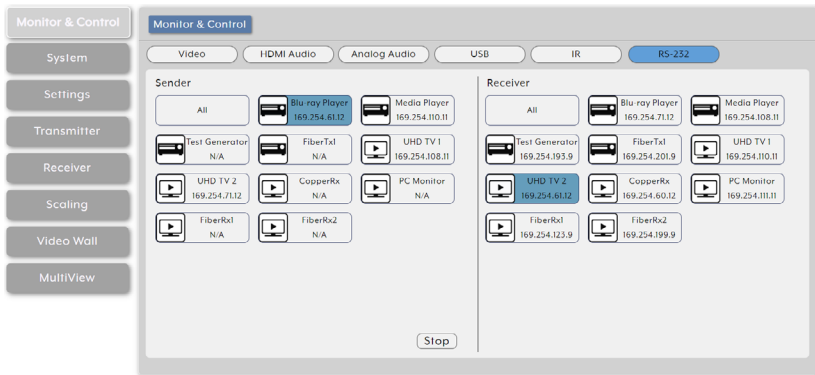 Monitor & Control
System
Settings
Transmitter
Receiver
Scaling
Video Wall
MultiView
Monitor & Control
Video
HDMI Audio
Analog Audio
USB
IR
RS-232
Sender
All
Blu-ray Player
169.254.61.12
Media Player
169.254.110.11
Test Generator
N/A
FiberTx1
N/A
UHD TV 1
169.254.108.11
UHD TV 2
169.254.71.12
CopperRx
N/A
PC Monitor
N/A
FiberRx1
N/A
FiberRx2
N/A
Stop
Receiver
All
Blu-ray Player
169.254.71.12
Media Player
169.254.108.11
Test Generator
169.254.193.9
FiberTx1
169.254.201.9
UHD TV 1
169.254.110.11
UHD TV 2
169.254.61.12
CopperRx
169.254.60.12
PC Monitor
169.254.111.11
FiberRx1
169.254.123.9
FiberRx2
169.254.199.9